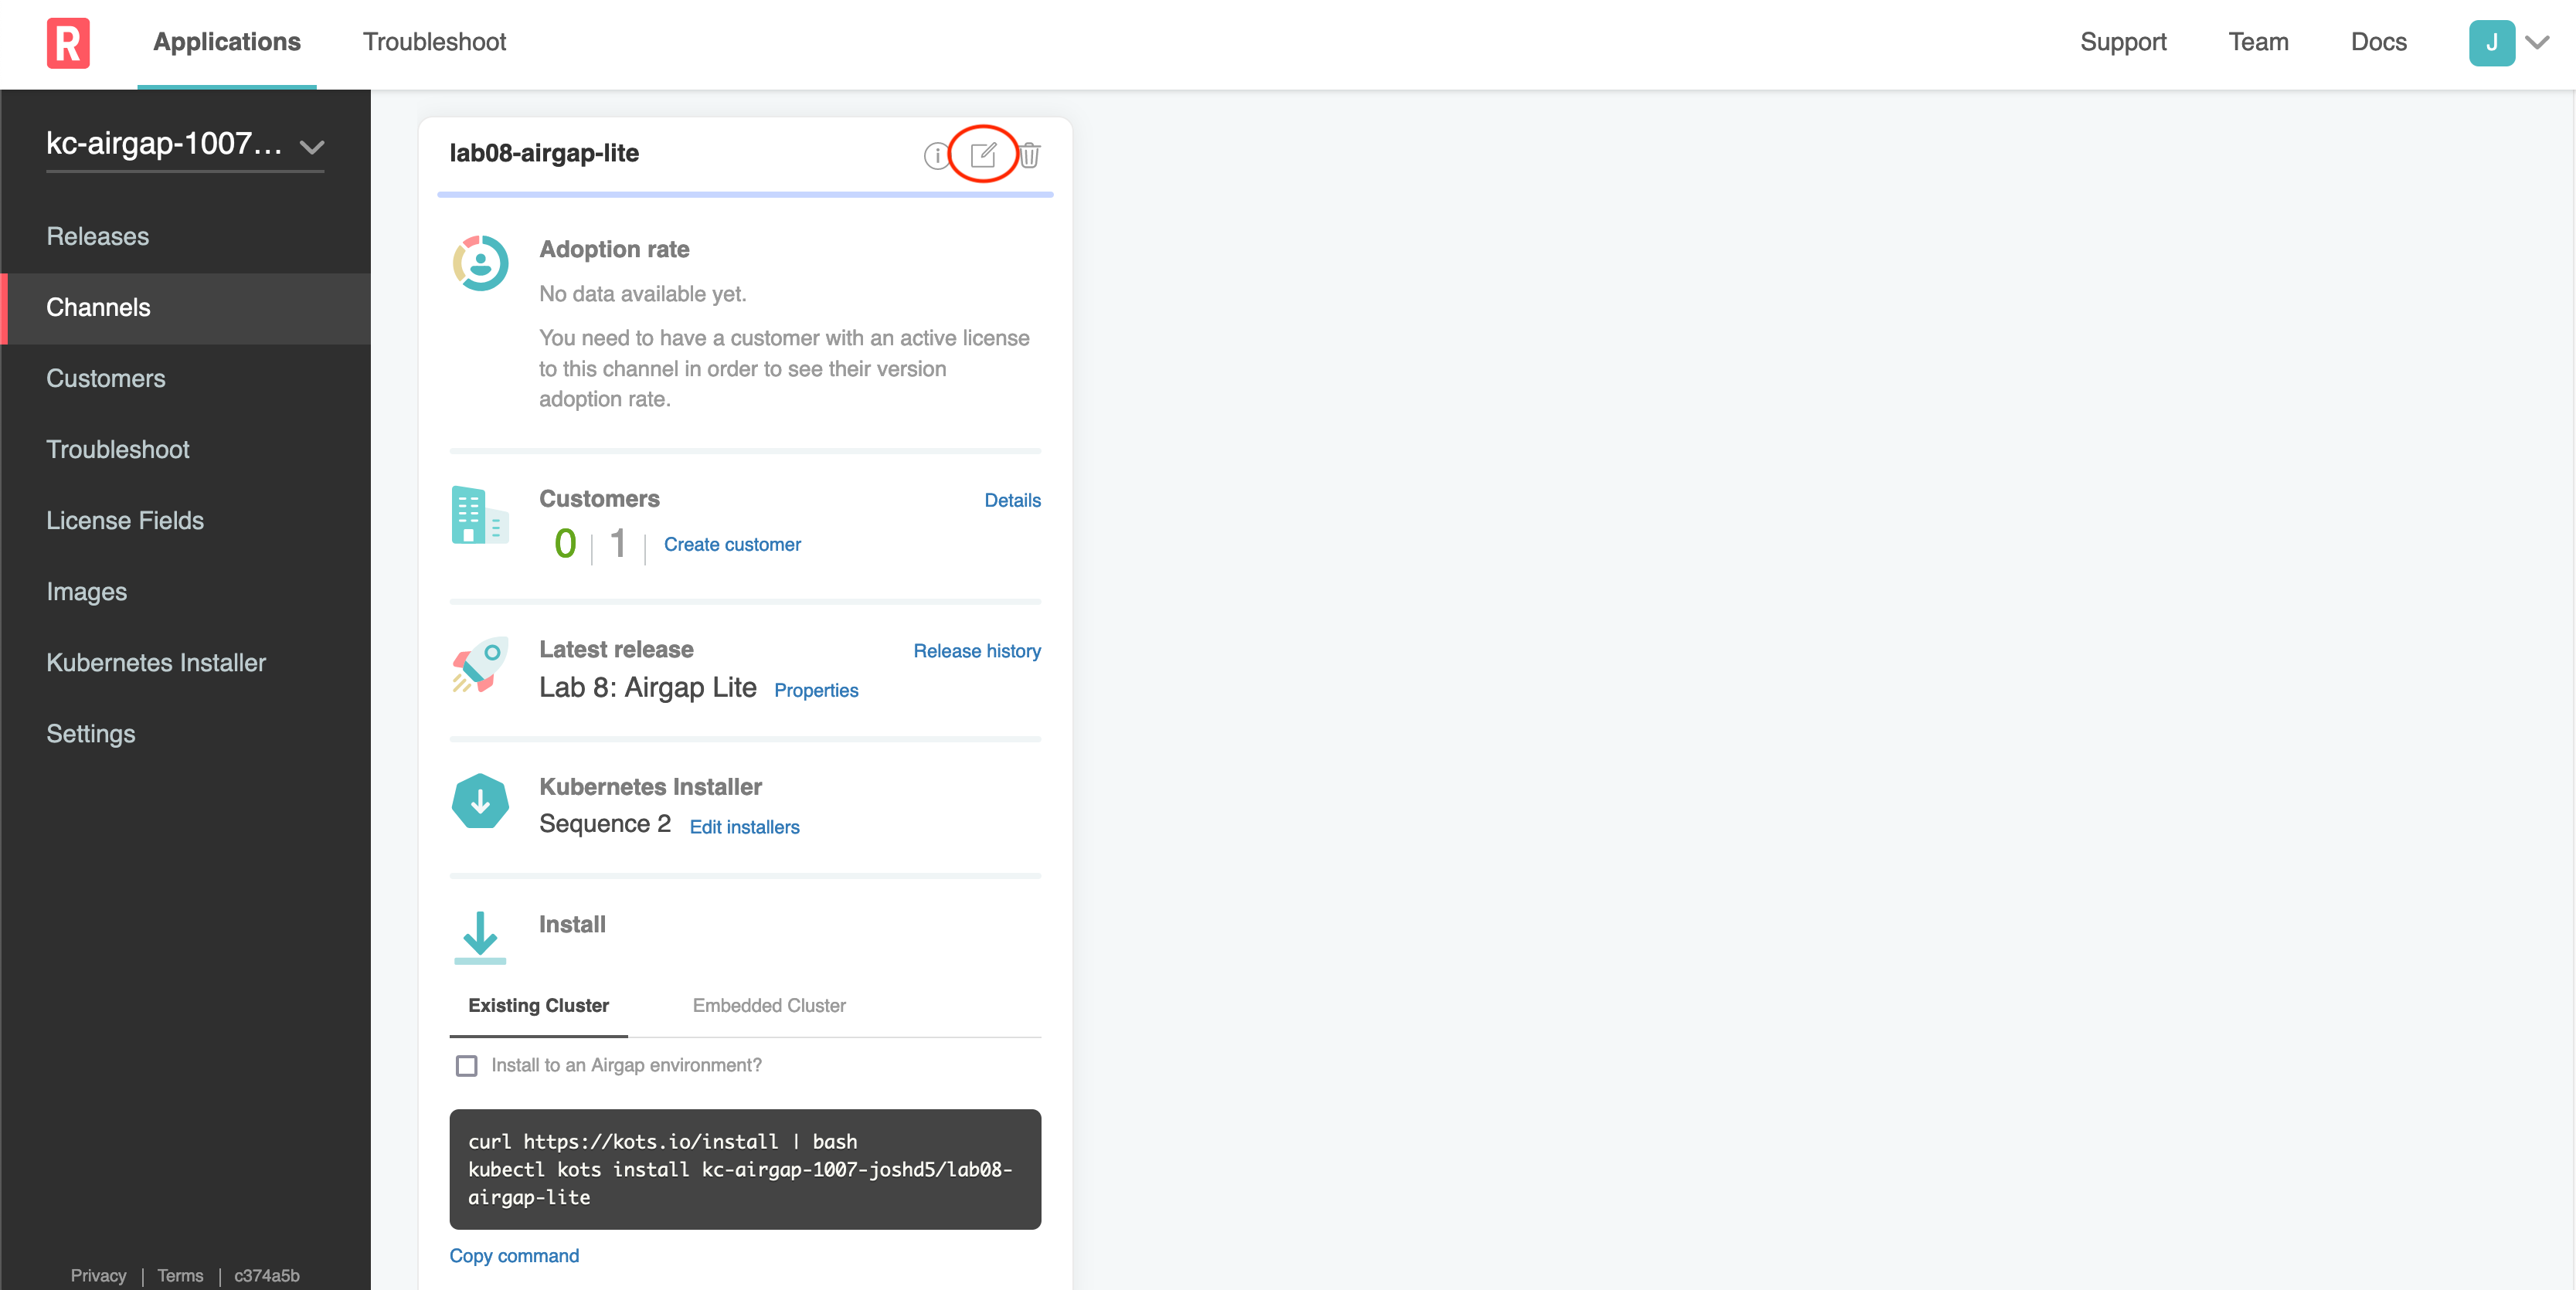 R
Applications
Troubleshoot
Support
Team
Docs
J
kc-airgap-1007...
Releases
Channels
Customers
Troubleshoot
License Fields
Images
Kubernetes Installer
Settings
Privacy | Terms | c374a5b
lab08-airgap-lite
Adoption rate
No data available yet.
You need to have a customer with an active license
to this channel in order to see their version
adoption rate.
Customers
Details
0 | 1 | Create customer
Latest release
Release history
Lab 8: Airgap Lite Properties
Kubernetes Installer
Sequence 2 Edit installers
Install
Existing Cluster
Embedded Cluster
Install to an Airgap environment?
curl https://kots.io/install | bash
kubectl kots install kc-airgap-1007-joshd5/lab08-
airgap-lite
Copy command